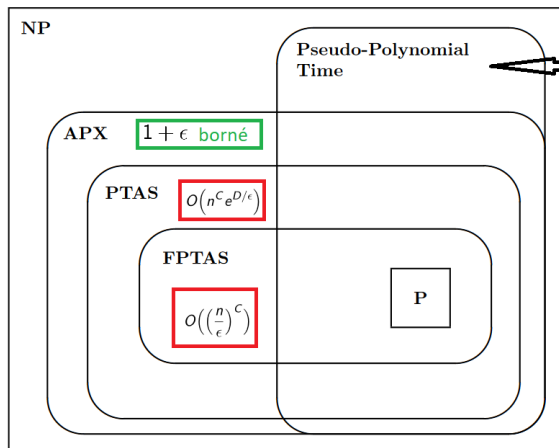 NP
Pseudo-Polynomial
Time
APX 1 + ϵ borné
PTAS O(n^C e^{D/ϵ})
FPTAS
P
O((n/ϵ)^C)